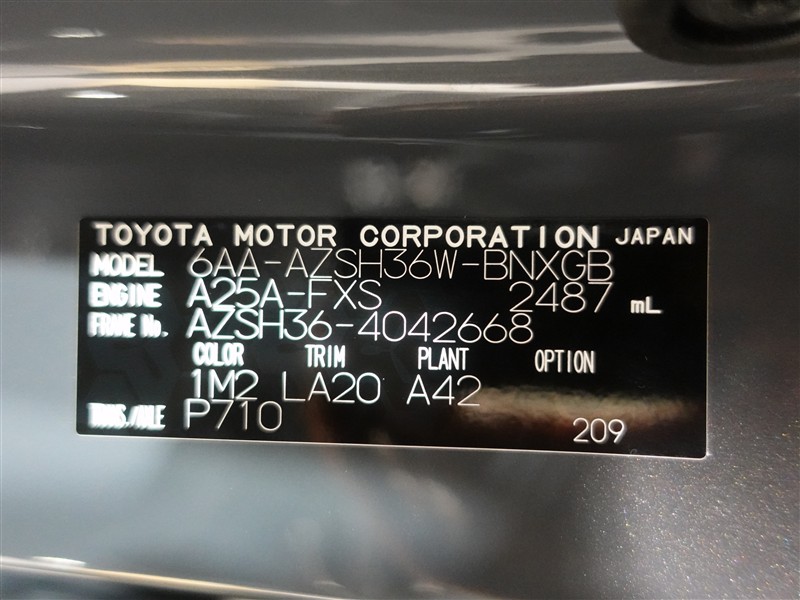 TOYOTA MOTOR CORPORATION JAPAN
MODEL 6AA-AZSH36W-BNXGB
ENGINE A25A-FXS 2487 mL
FRAME No. AZSH36-4042668
COLOR TRIM PLANT OPTION
1M2 LA20 A42
TRANS./AXLE P710
209